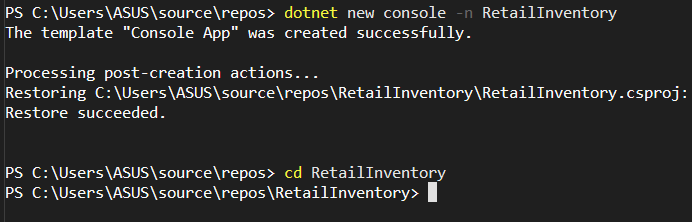 PS C:\Users\ASUS\source\repos> dotnet new console -n RetailInventory
The template "Console App" was created successfully.
Processing post-creation actions...
Restoring C:\Users\ASUS\source\repos\RetailInventory\RetailInventory.csproj:
Restore succeeded.
PS C:\Users\ASUS\source\repos> cd RetailInventory
PS C:\Users\ASUS\source\repos\RetailInventory>